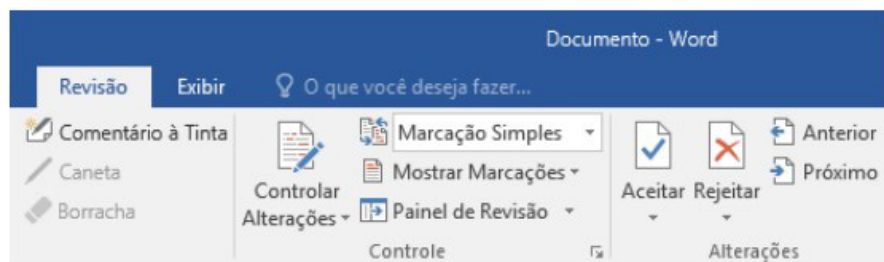 Documento - Word
Revisão Exibir O que você deseja fazer...
Comentário à Tinta
Caneta
Borracha
Controlar
Alterações
Marcação Simples
Mostrar Marcações
Painel de Revisão
Controle
Aceitar Rejeitar
Anterior
Próximo
Alterações